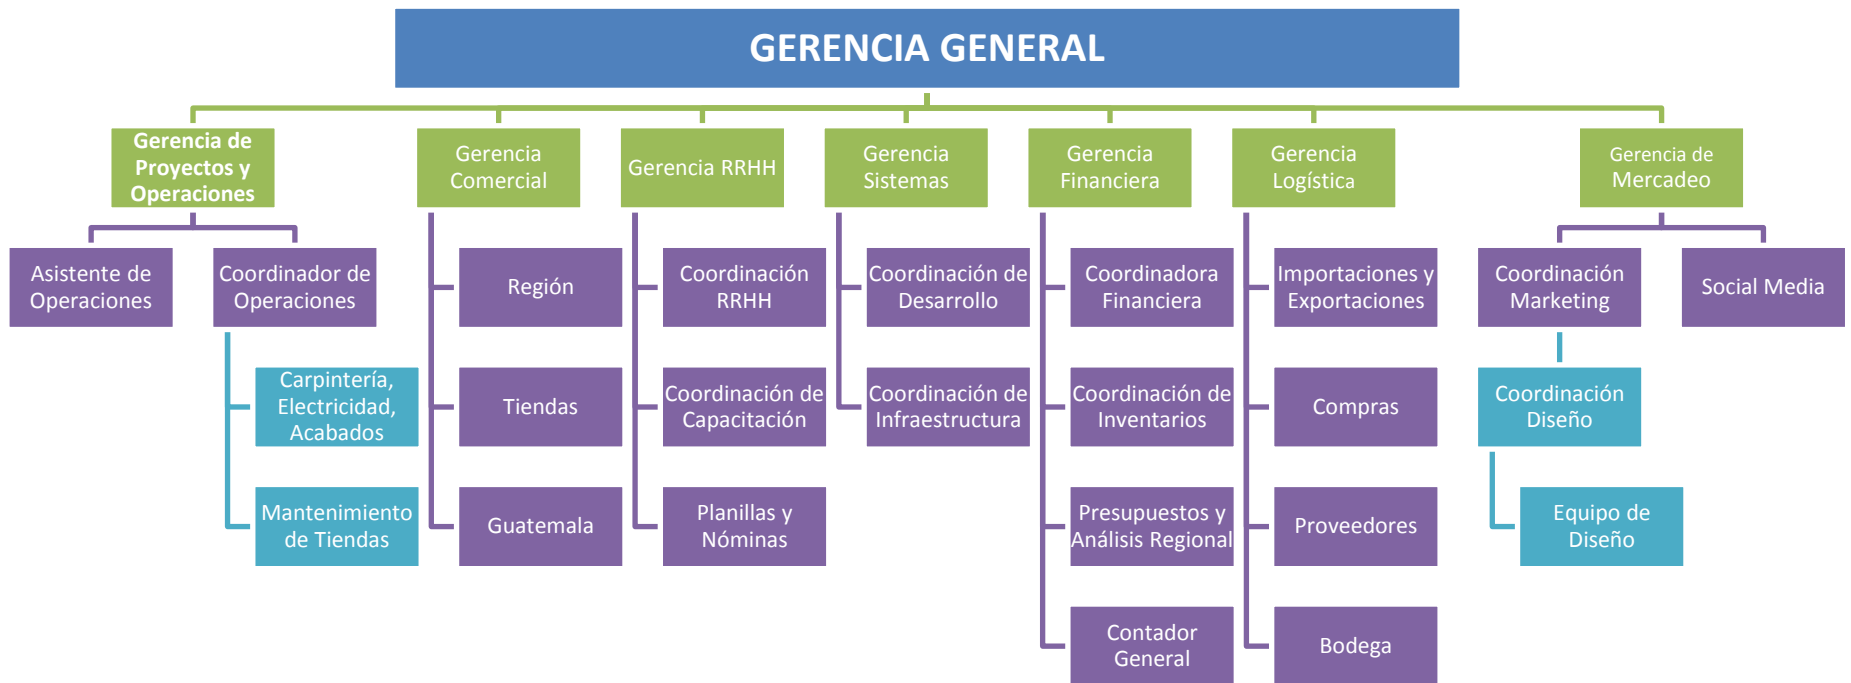 GERENCIA GENERAL
Gerencia de
Proyectos y
Operaciones
Gerencia
Comercial
Gerencia RRHH
Gerencia
Sistemas
Gerencia
Financiera
Gerencia
Logística
Gerencia de
Mercadeo
Asistente de
Operaciones
Coordinador de
Operaciones
Región
Coordinación
RRHH
Coordinación de
Desarrollo
Coordinadora
Financiera
Importaciones y
Exportaciones
Coordinación
Marketing
Social Media
Carpintería,
Electricidad,
Acabados
Tiendas
Coordinación de
Capacitación
Coordinación de
Infraestructura
Coordinación de
Inventarios
Compras
Coordinación
Diseño
Mantenimiento
de Tiendas
Guatemala
Planillas y
Nóminas
Presupuestos y
Análisis Regional
Proveedores
Equipo de
Diseño
Contador
General
Bodega